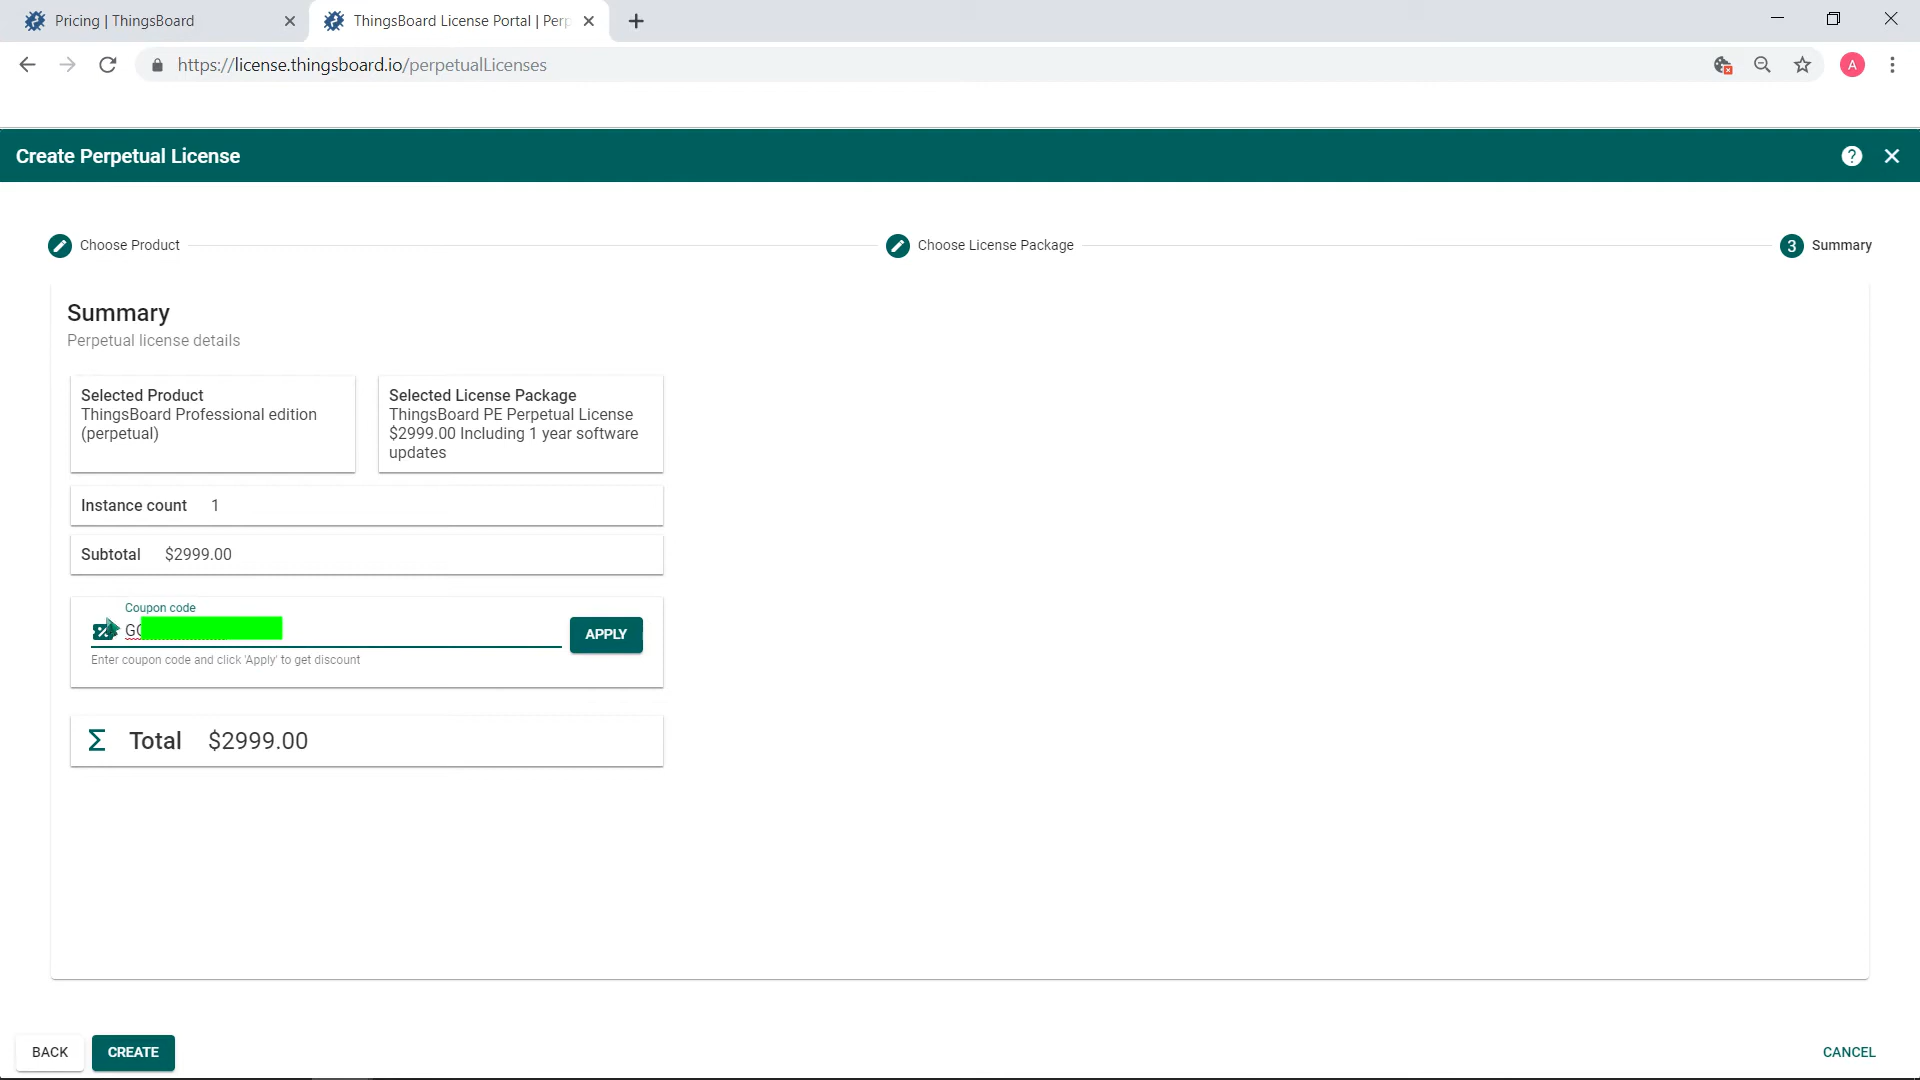 Pricing | ThingsBoard
ThingsBoard License Portal | Perp
https://license.thingsboard.io/perpetualLicenses
A
Create Perpetual License
?
Choose Product
Choose License Package
3 Summary
Summary
Perpetual license details
Selected Product
ThingsBoard Professional edition
(perpetual)
Selected License Package
ThingsBoard PE Perpetual License
$2999.00 Including 1 year software
updates
Instance count 1
Subtotal $2999.00
Coupon code
APPLY
Enter coupon code and click 'Apply' to get discount
Σ Total $2999.00
BACK
CREATE
CANCEL